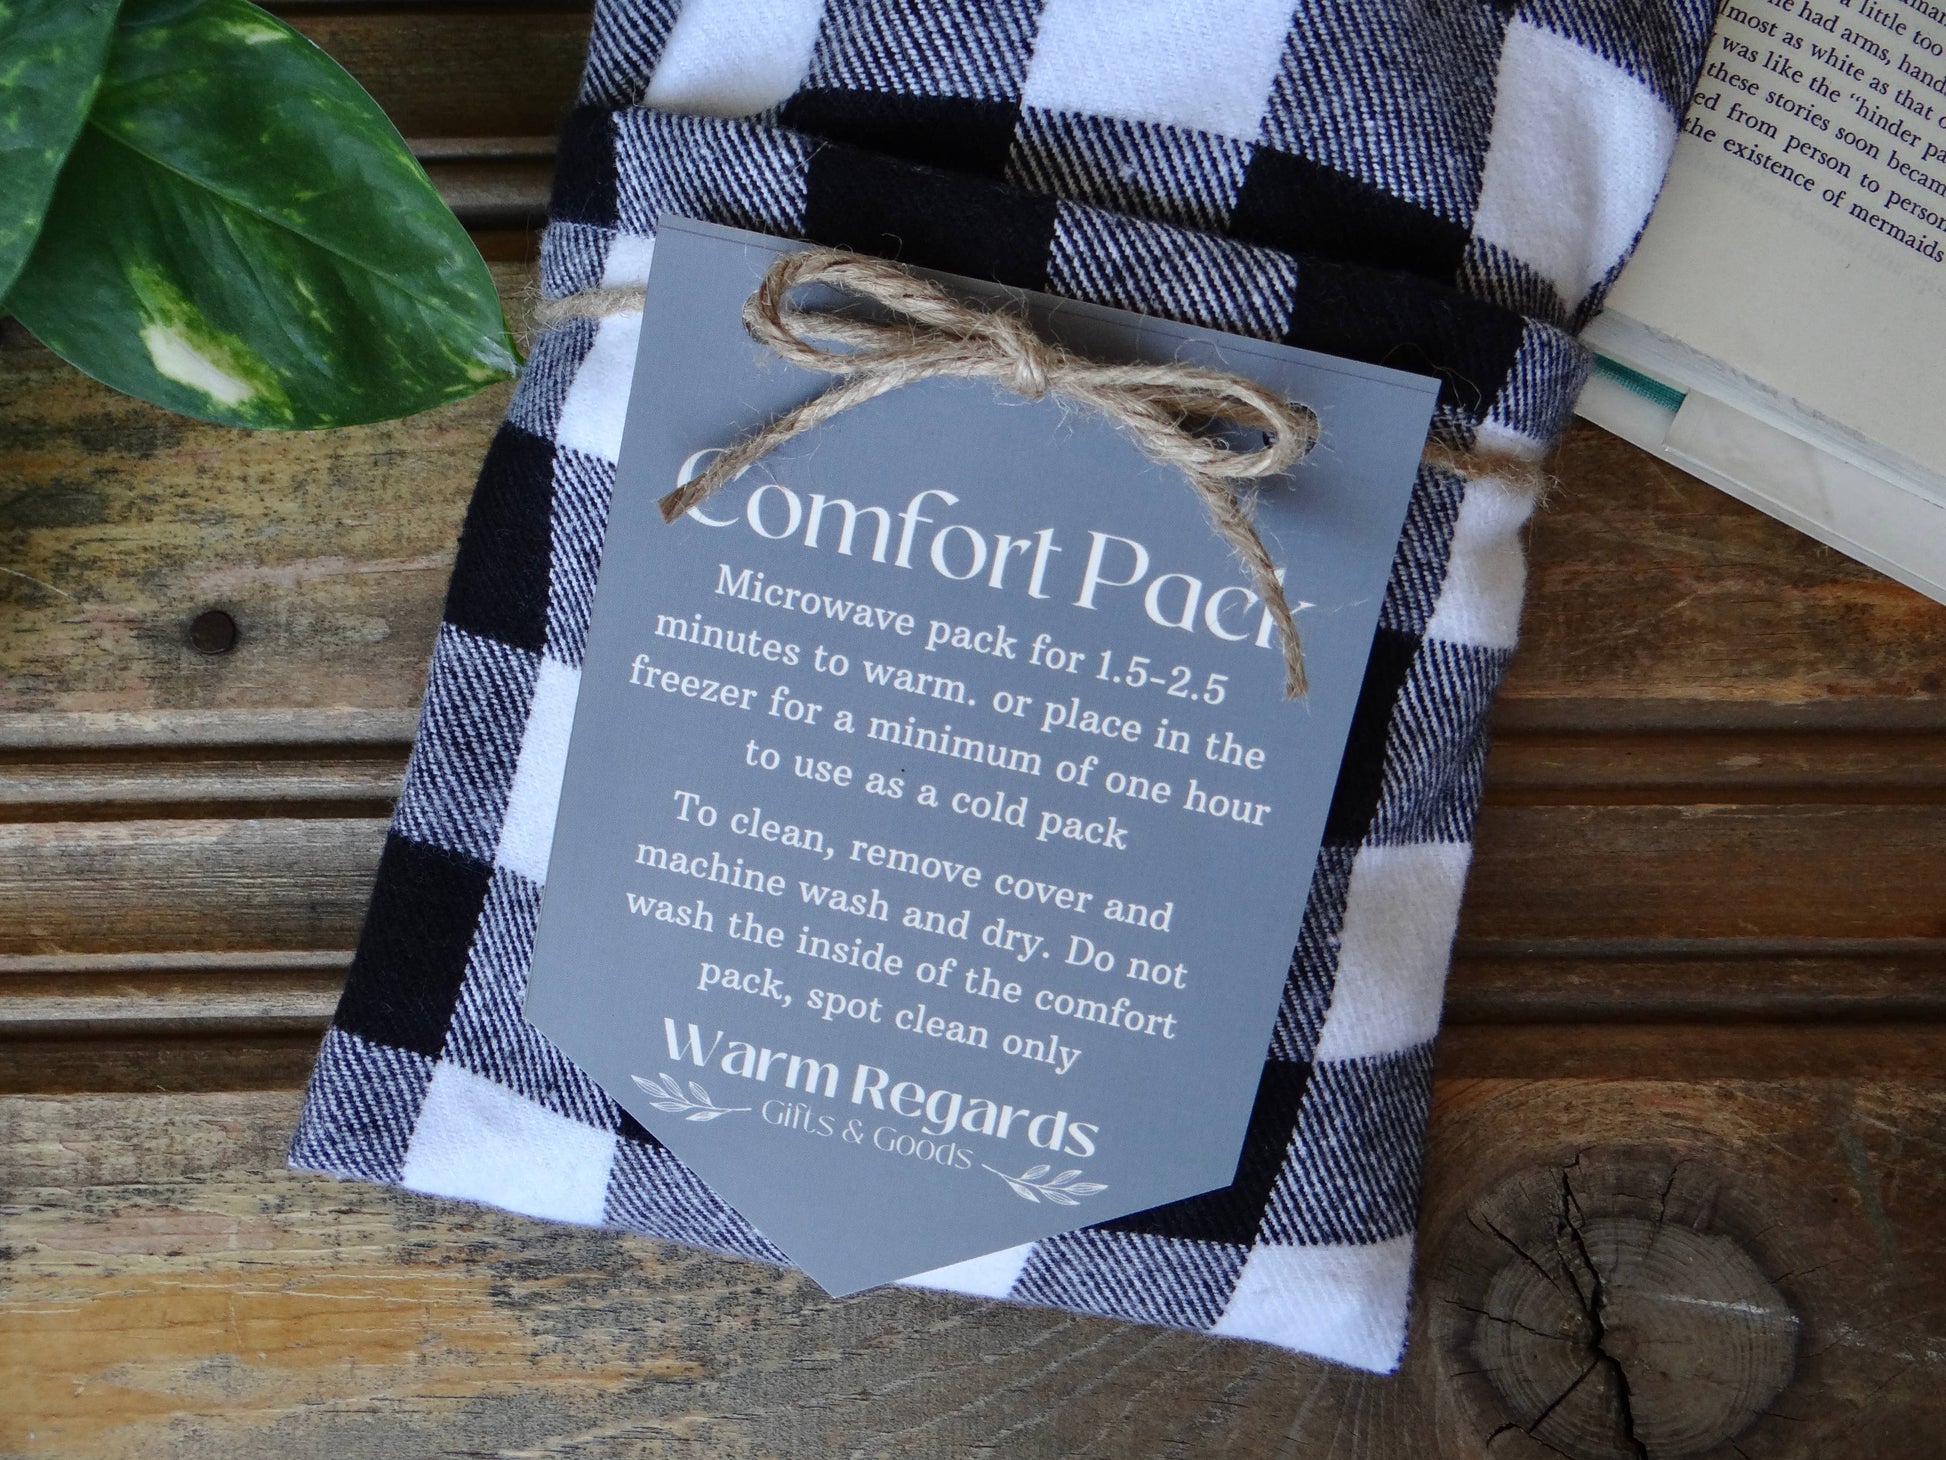 Comfort Pack
Microwave pack for 1.5-2.5
minutes to warm. or place in the
freezer for a minimum of one hour
to use as a cold pack
To clean, remove cover and
machine wash and dry. Do not
wash the inside of the comfort
pack, spot clean only
Warm Regards
Gifts & Goods
a little too
he had arms,
most as white as that
was like the "hinder
these stories soon
ed from person to person
the existence of mermaids